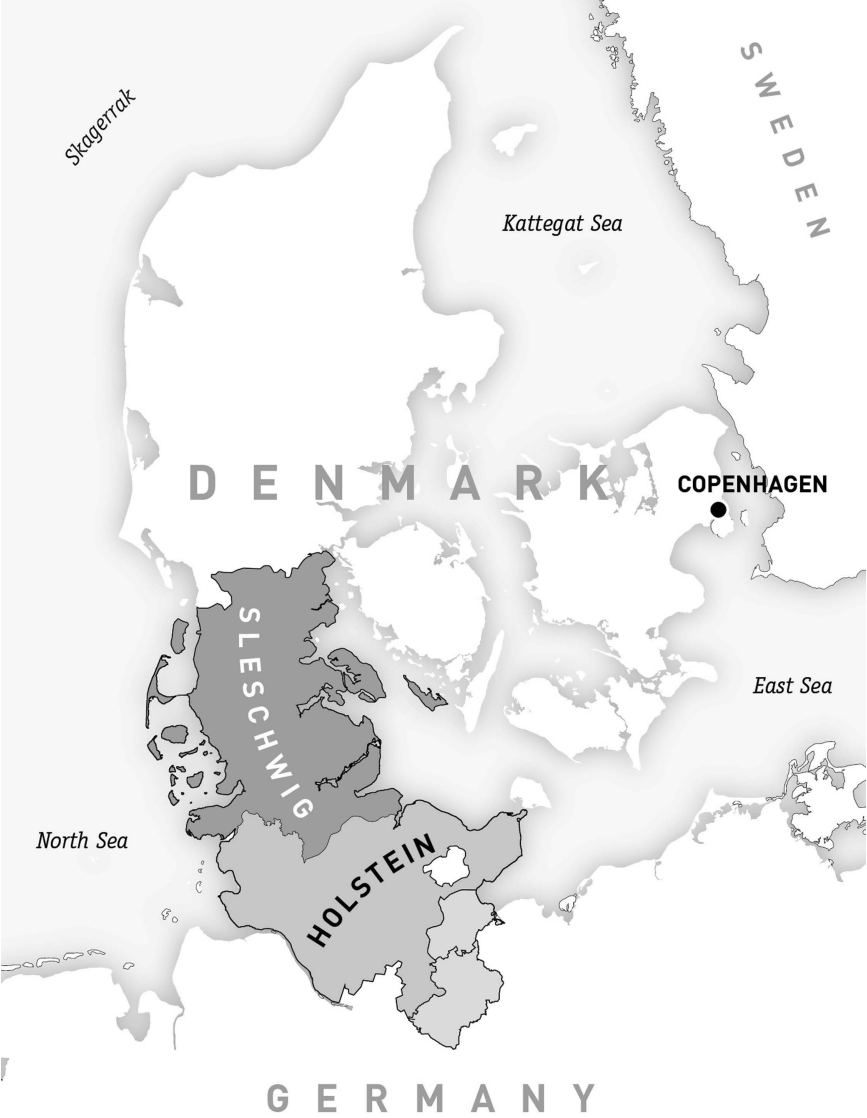 SWEDEN
Skagerrak
Kattegat Sea
DENMARK
COPENHAGEN
SLESCHWIG
East Sea
North Sea
HOLSTEIN
GERMANY